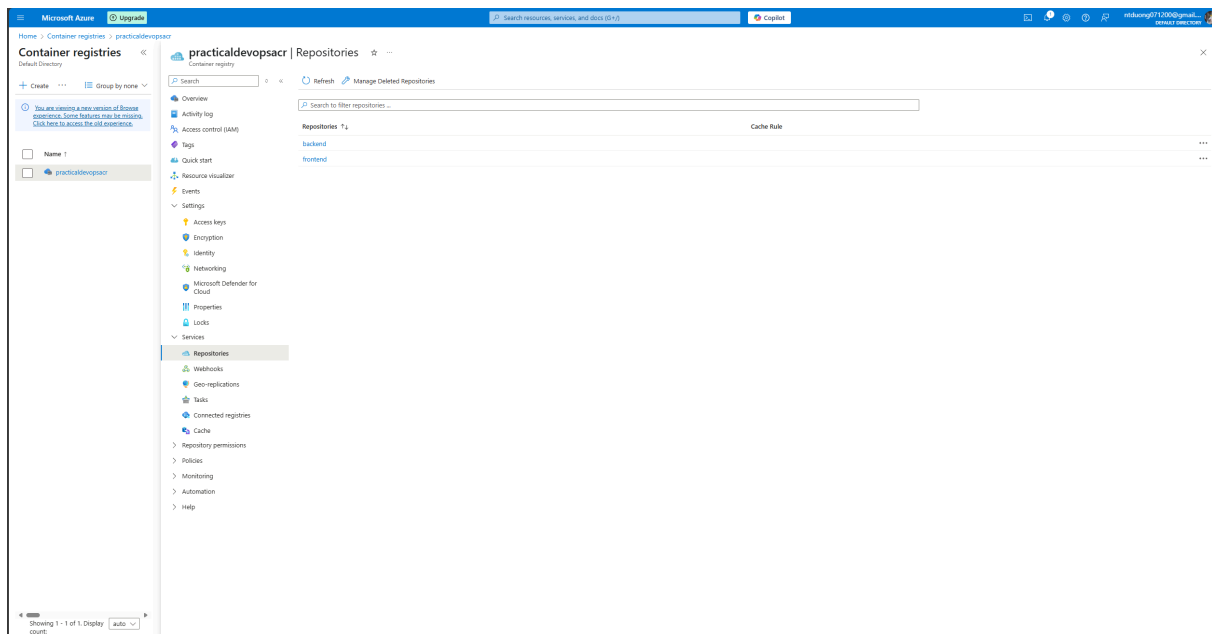 Microsoft Azure
Upgrade
Search resources, services, and docs (G+/)
Copilot
ntduong071200@gmail....
DEFAULT DIRECTORY
Home > Container registries > practicaldevopsacr
Container registries
Default Directory
Create
Group by none
You are viewing a new version of Browse
experience. Some features may be missing.
Click here to access the old experience.
Name ↑
practicaldevopsacr
Showing 1 - 1 of 1. Display
count:
auto
practicaldevopsacr | Repositories
Container registry
Search
Overview
Activity log
Access control (IAM)
Tags
Quick start
Resource visualizer
Events
Settings
Access keys
Encryption
Identity
Networking
Microsoft Defender for
Cloud
Properties
Locks
Services
Repositories
Webhooks
Geo-replications
Tasks
Connected registries
Cache
Repository permissions
Policies
Monitoring
Automation
Help
Refresh
Manage Deleted Repositories
Search to filter repositories ...
Repositories ↑↓
Cache Rule
backend
frontend